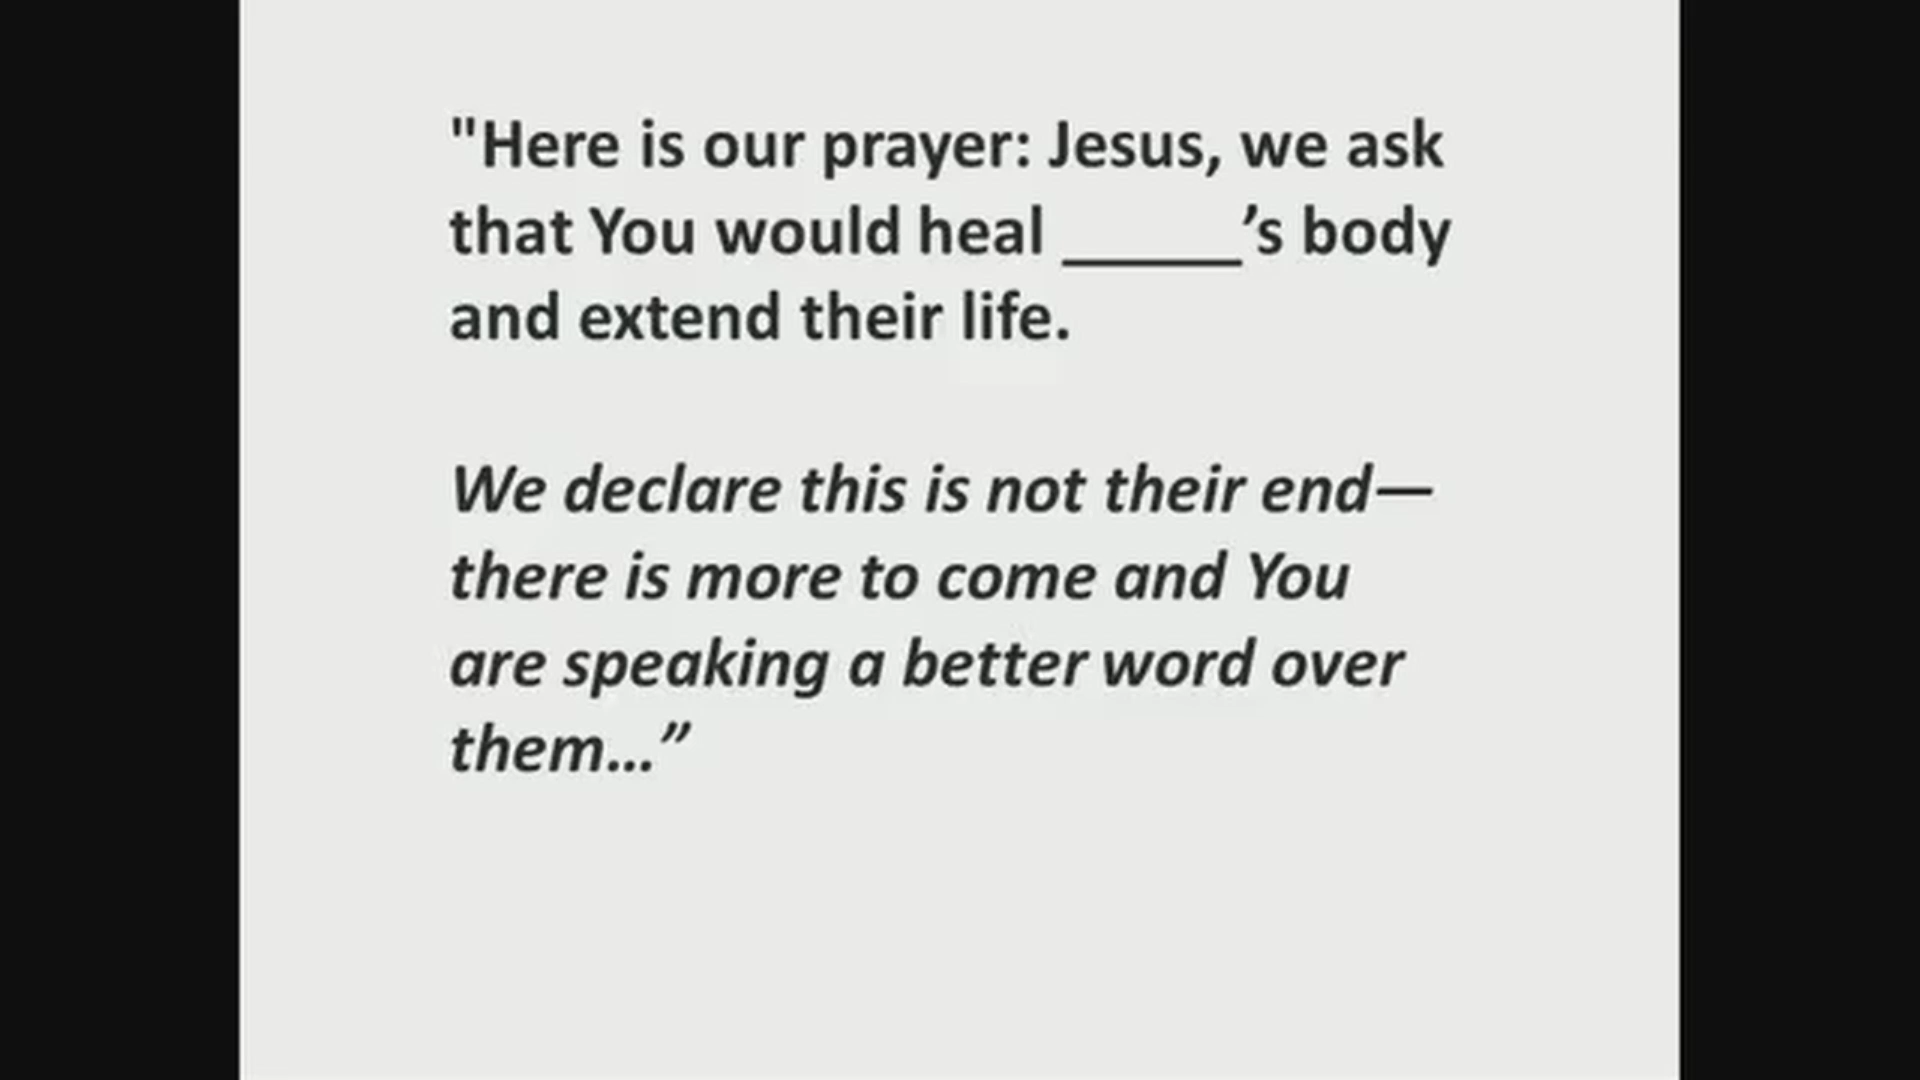 "Here is our prayer: Jesus, we ask
that You would heal _____’s body
and extend their life.
We declare this is not their end—
there is more to come and You
are speaking a better word over
them…”